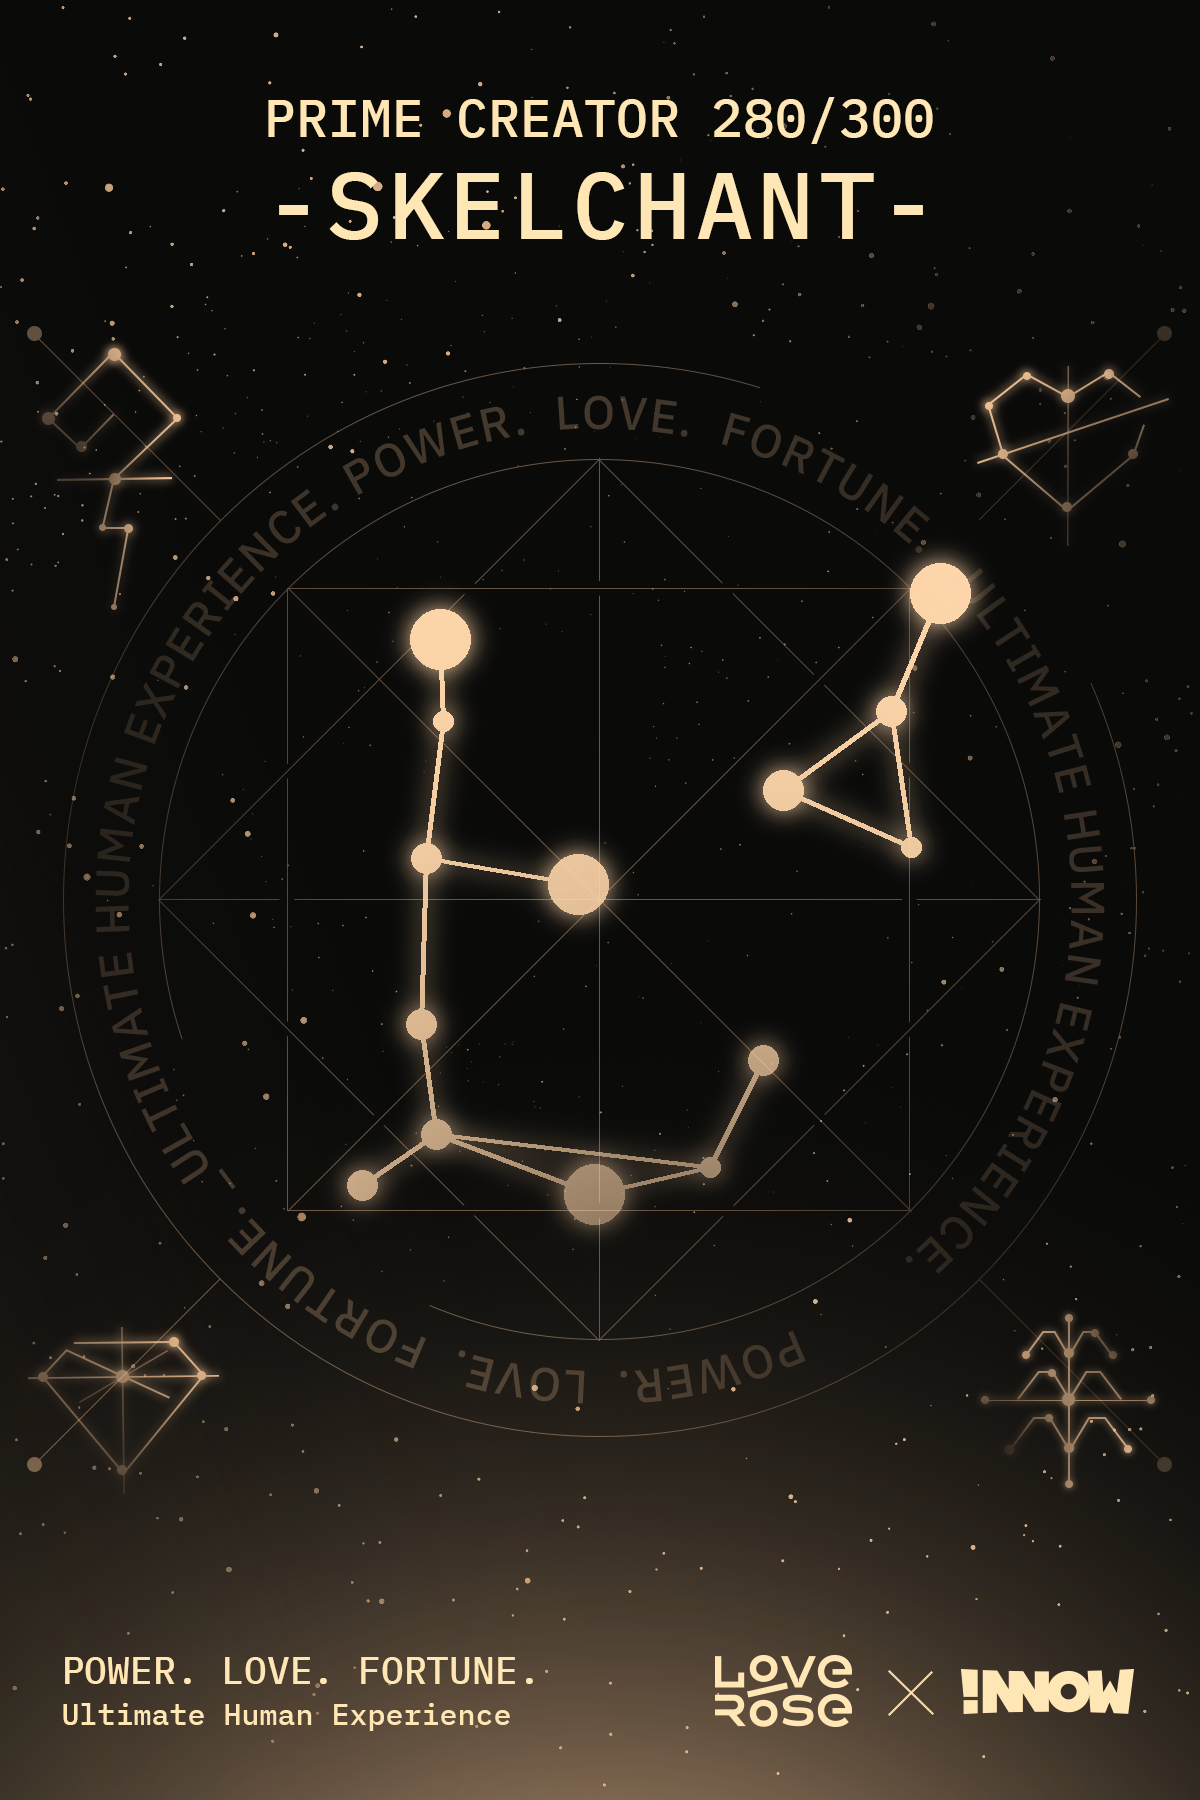 PRIME CREATOR 280/300
-SKELCHANT-
ULTIMATE HUMAN EXPERIENCE. POWER. LOVE. FORTUNE. ULTIMATE HUMAN EXPERIENCE.
POWER. LOVE. FORTUNE. —
POWER. LOVE. FORTUNE.
Ultimate Human Experience
LOVE
ROSE
!NNOW